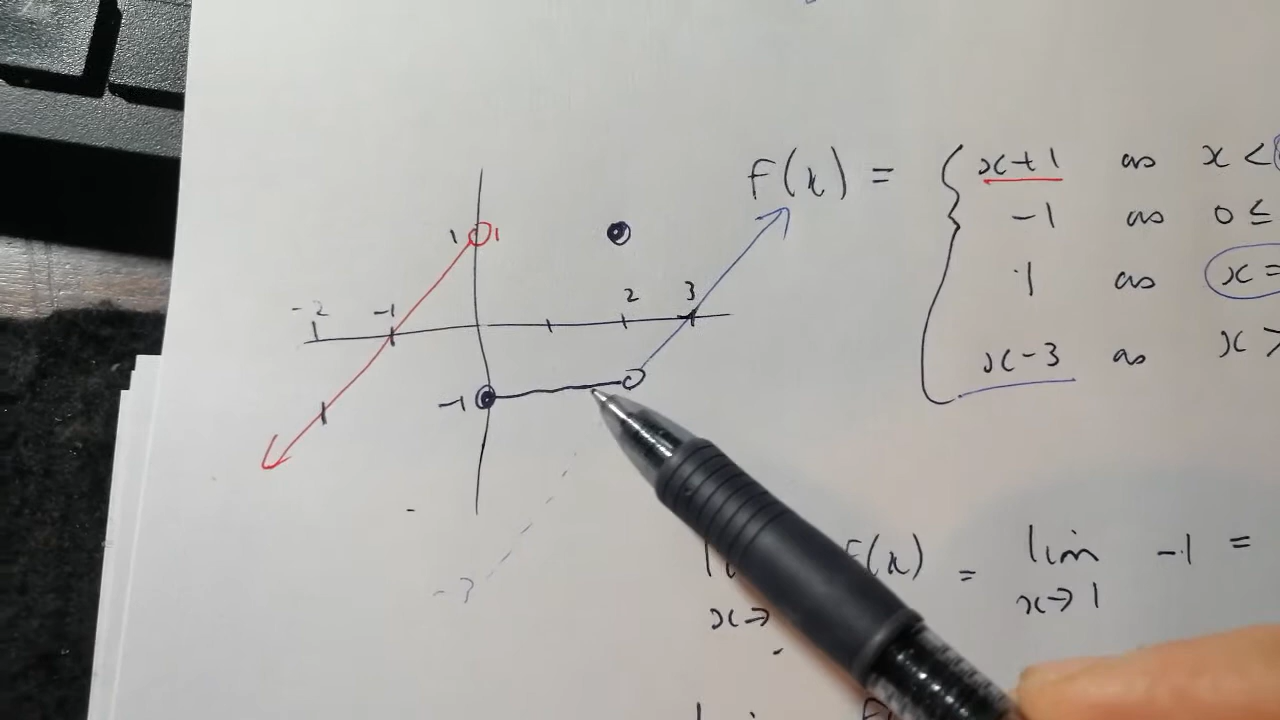 F(x) = { x+1 as x <
-1 as 0 ≤
1 as x =
x-3 as x >
1 1
-2 -1 2 3
-1
-3
F(x) = lim -1 =
x→ x→1